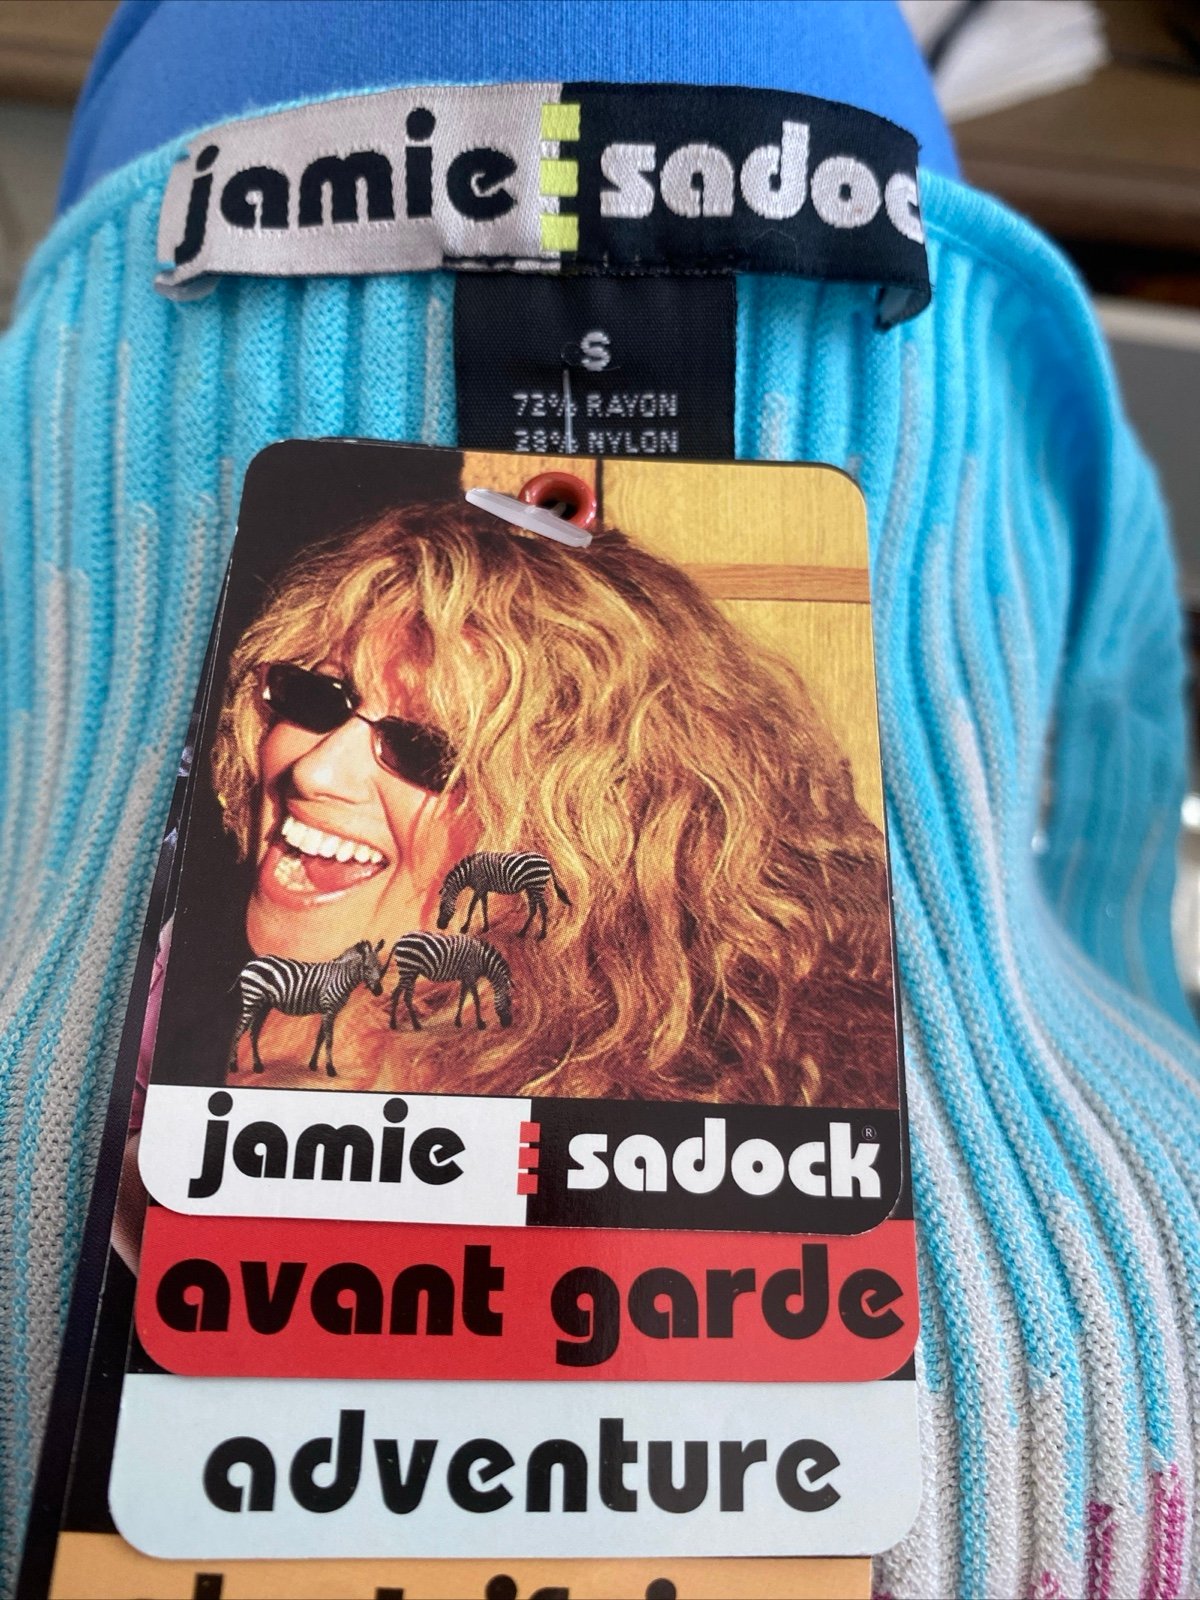 jamie sadoc
S
72% RAYON
28% NYLON
jamie sadock®
avant garde
adventure